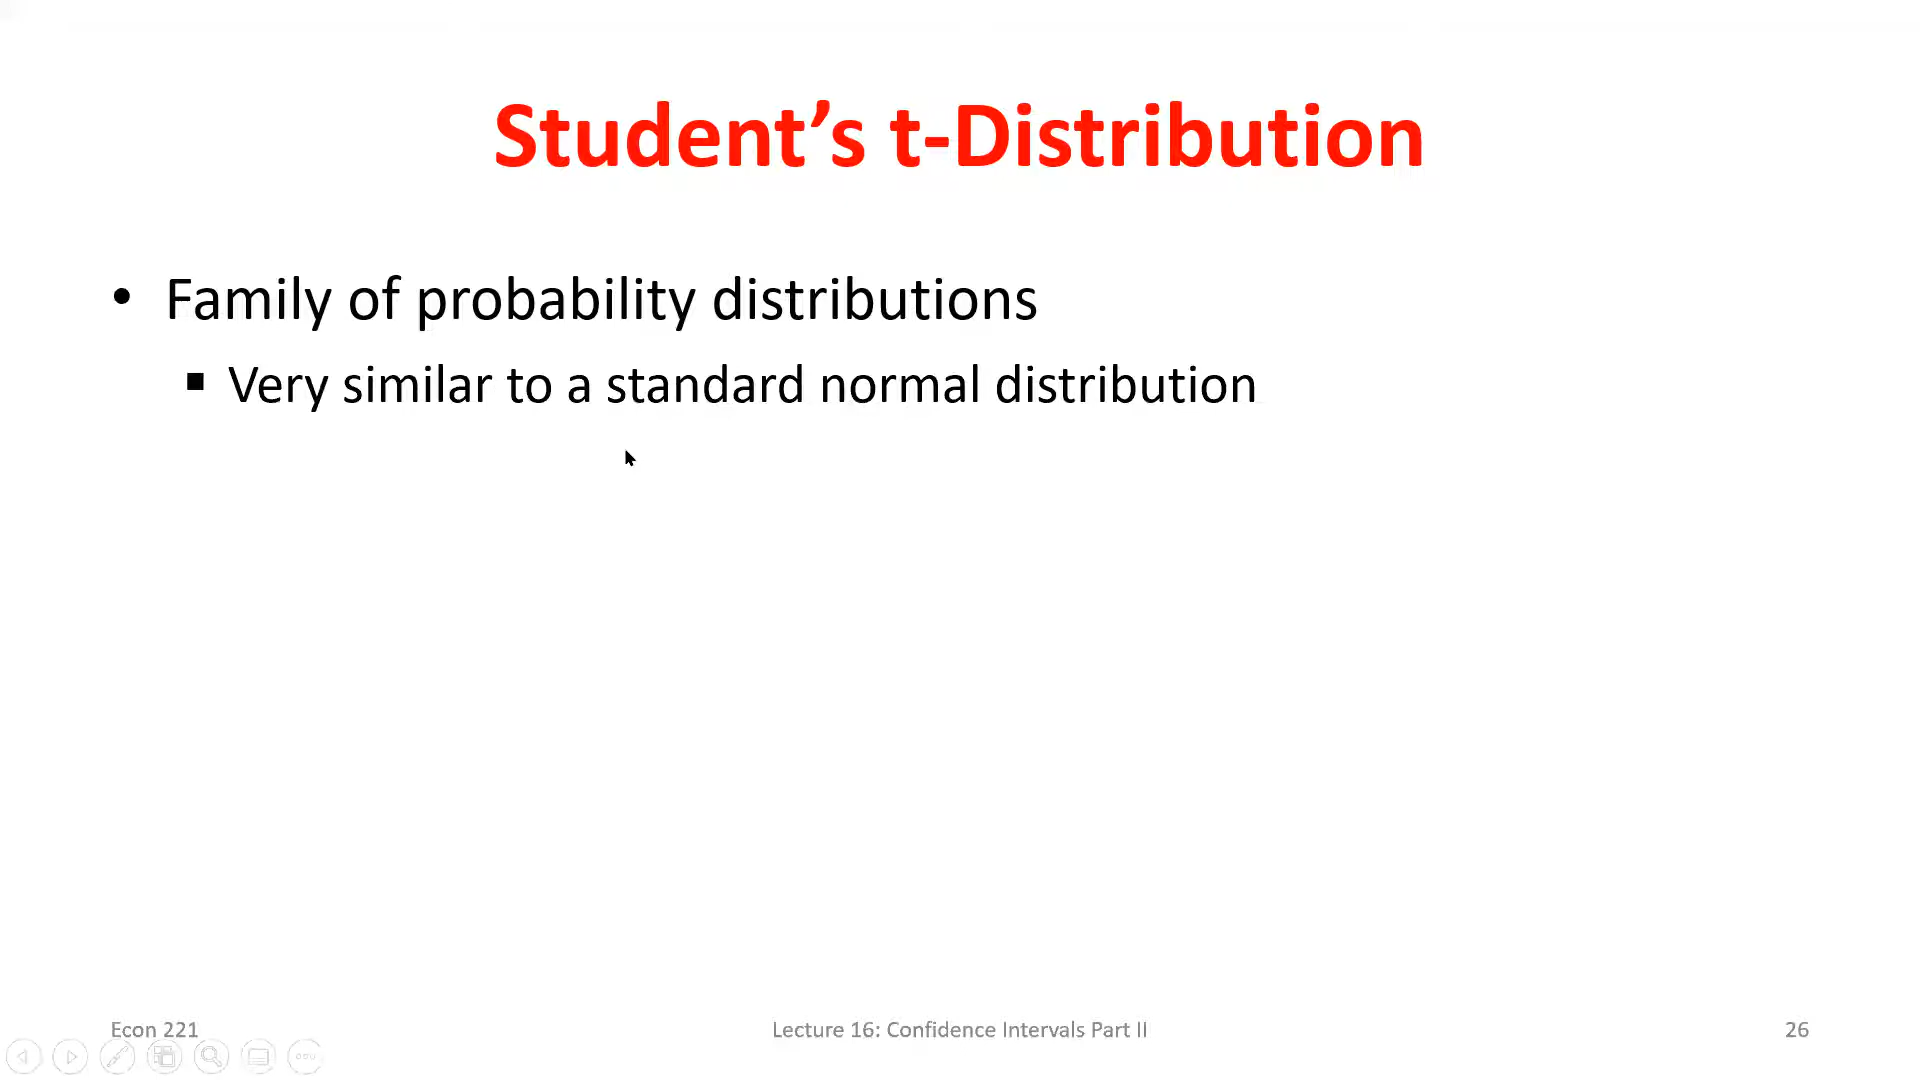 Student’s t-Distribution
• Family of probability distributions
▪ Very similar to a standard normal distribution
Econ 221
Lecture 16: Confidence Intervals Part II
26